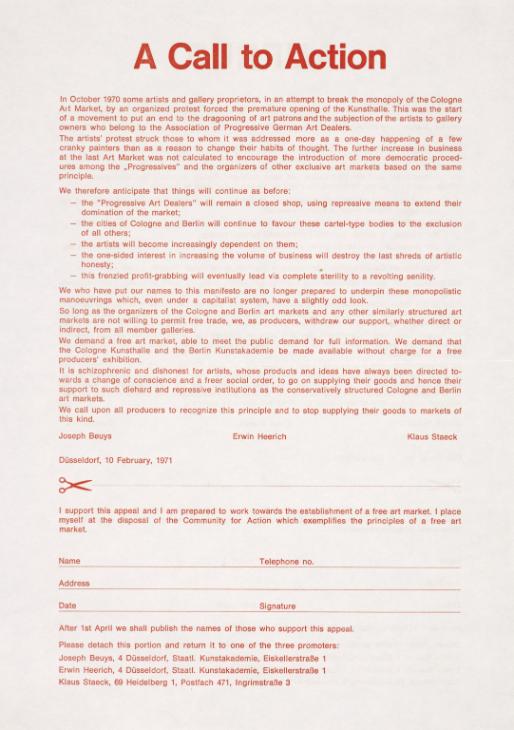 A Call to Action
In October 1970 some artists and gallery proprietors, in an attempt to break the monopoly of the Cologne
Art Market, by an organized protest forced the premature opening of the Kunsthalle. This was the start
of a movement to put an end to the dragooning of art patrons and the subjection of the artists to gallery
owners who belong to the Association of Progressive German Art Dealers.
The artists' protest struck those to whom it was addressed more as a one-day happening of a few
cranky painters than as a reason to change their habits of thought. The further increase in business
at the last Art Market was not calculated to encourage the introduction of more democratic proced-
ures among the „Progressives" and the organizers of other exclusive art markets based on the same
principle.
We therefore anticipate that things will continue as before:
— the "Progressive Art Dealers" will remain a closed shop, using repressive means to extend their
domination of the market;
— the cities of Cologne and Berlin will continue to favour these cartel-type bodies to the exclusion
of all others;
— the artists will become increasingly dependent on them;
— the one-sided interest in increasing the volume of business will destroy the last shreds of artistic
honesty;
— this frenzied profit-grabbing will eventually lead via complete sterility to a revolting senility.
We who have put our names to this manifesto are no longer prepared to underpin these monopolistic
manoeuvrings which, even under a capitalist system, have a slightly odd look.
So long as the organizers of the Cologne and Berlin art markets and any other similarly structured art
markets are not willing to permit free trade, we, as producers, withdraw our support, whether direct or
indirect, from all member galleries.
We demand a free art market, able to meet the public demand for full information. We demand that
the Cologne Kunsthalle and the Berlin Kunstakademie be made available without charge for a free
producers' exhibition.
It is schizophrenic and dishonest for artists, whose products and ideas have always been directed to-
wards a change of conscience and a freer social order, to go on supplying their goods and hence their
support to such diehard and repressive institutions as the conservatively structured Cologne and Berlin
art markets.
We call upon all producers to recognize this principle and to stop supplying their goods to markets of
this kind.
Joseph Beuys Erwin Heerich Klaus Staeck
Düsseldorf, 10 February, 1971
I support this appeal and I am prepared to work towards the establishment of a free art market. I place
myself at the disposal of the Community for Action which exemplifies the principles of a free art
market.
Name Telephone no.
Address
Date Signature
After 1st April we shall publish the names of those who support this appeal.
Please detach this portion and return it to one of the three promoters:
Joseph Beuys, 4 Düsseldorf, Staatl. Kunstakademie, Eiskellerstraße 1
Erwin Heerich, 4 Düsseldorf, Staatl. Kunstakademie, Eiskellerstraße 1
Klaus Staeck, 69 Heidelberg 1, Postfach 471, Ingrimstraße 3